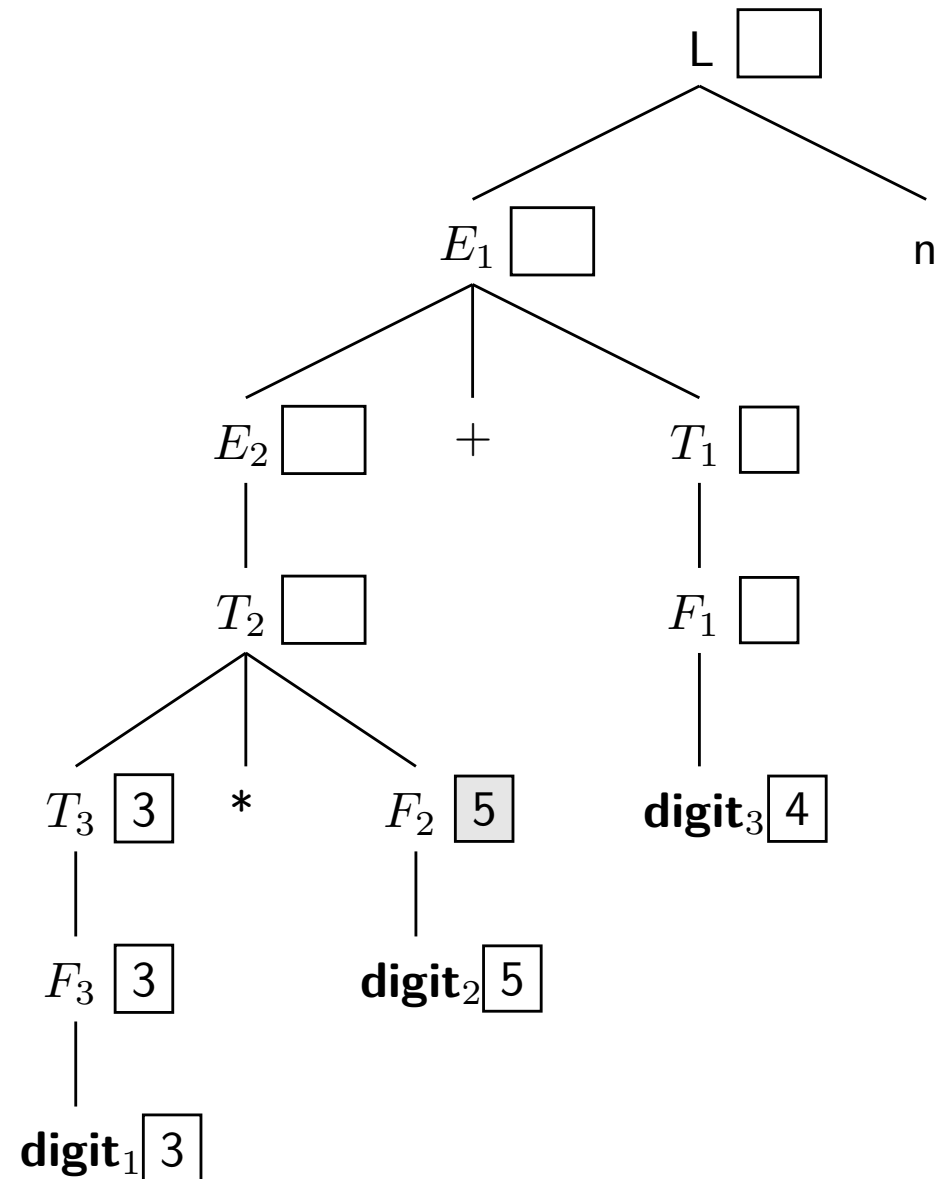 L
E₁ n
E₂ + T₁
T₂ F₁
T₃ 3 * F₂ 5 digit₃ 4
F₃ 3 digit₂ 5
digit₁ 3